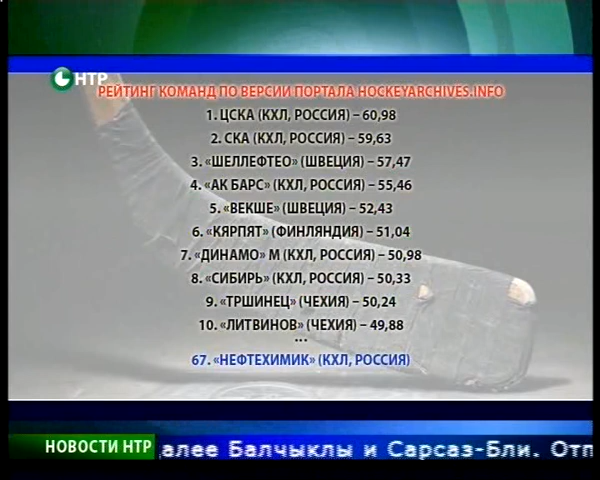 НТР
РЕЙТИНГ КОМАНД ПО ВЕРСИИ ПОРТАЛА HOCKEYARCHIVES.INFO
1. ЦСКА (КХЛ, РОССИЯ) – 60,98
2. СКА (КХЛ, РОССИЯ) – 59,63
3. «ШЕЛЛЕФТЕО» (ШВЕЦИЯ) – 57,47
4. «АК БАРС» (КХЛ, РОССИЯ) – 55,46
5. «ВЕКШЕ» (ШВЕЦИЯ) – 52,43
6. «КЯРПЯТ» (ФИНЛЯНДИЯ) – 51,04
7. «ДИНАМО» М (КХЛ, РОССИЯ) – 50,98
8. «СИБИРЬ» (КХЛ, РОССИЯ) – 50,33
9. «ТРШИНЕЦ» (ЧЕХИЯ) – 50,24
10. «ЛИТВИНОВ» (ЧЕХИЯ) – 49,88
...
67. «НЕФТЕХИМИК» (КХЛ, РОССИЯ)
НОВОСТИ НТР далее Балчыклы и Сарсаз-Бли. Отп